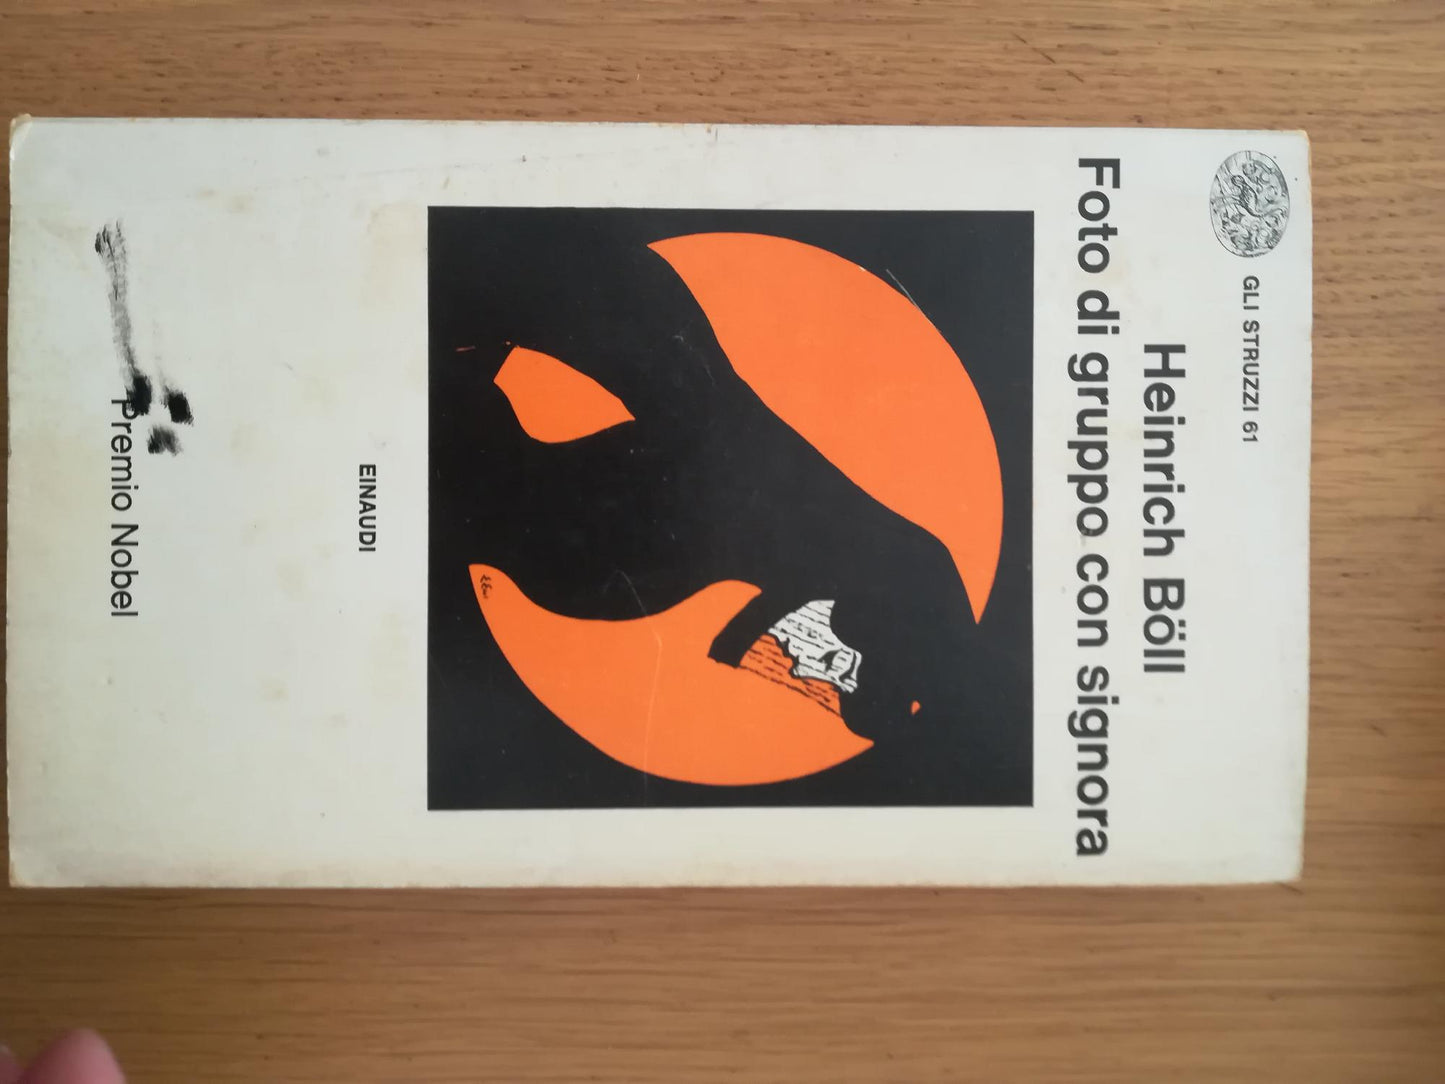 GLI STRUZZI 61
Heinrich Böll
Foto di gruppo con signora
EINAUDI
Premio Nobel